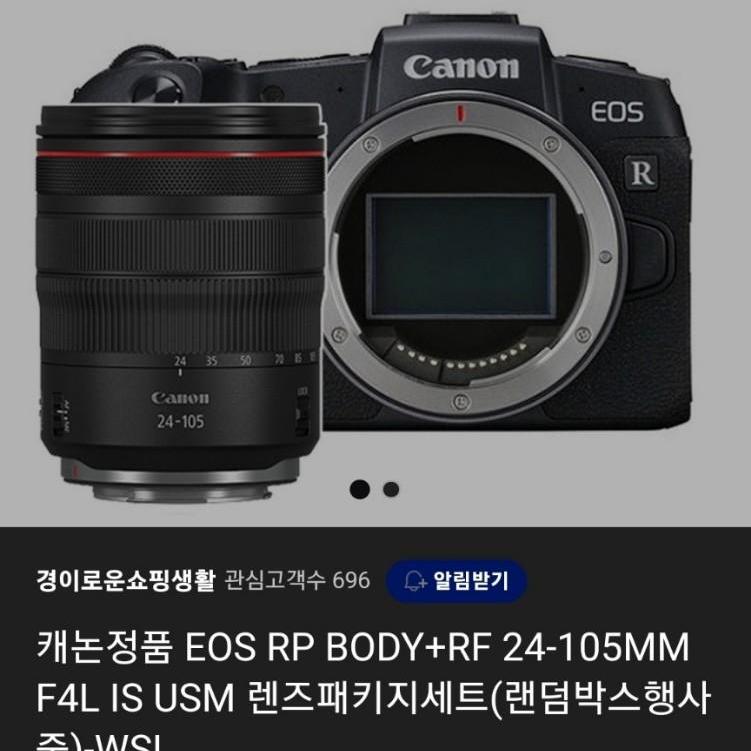 Canon
EOS
R
24 35 50 70 85 105
LOCK
Canon
24-105
경이로운쇼핑생활 관심고객수 696 알림받기
캐논정품 EOS RP BODY+RF 24-105MM
F4L IS USM 렌즈패키지세트(랜덤박스행사
중)-WSL